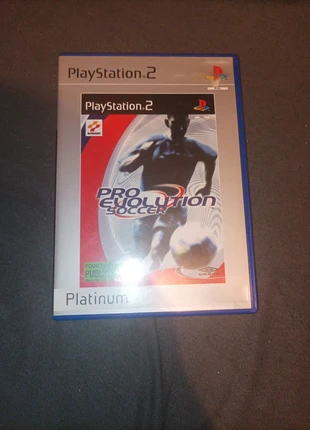 PlayStation 2
PlayStation 2
KONAMI
PRO
EVOLUTION
SOCCER
Platinum